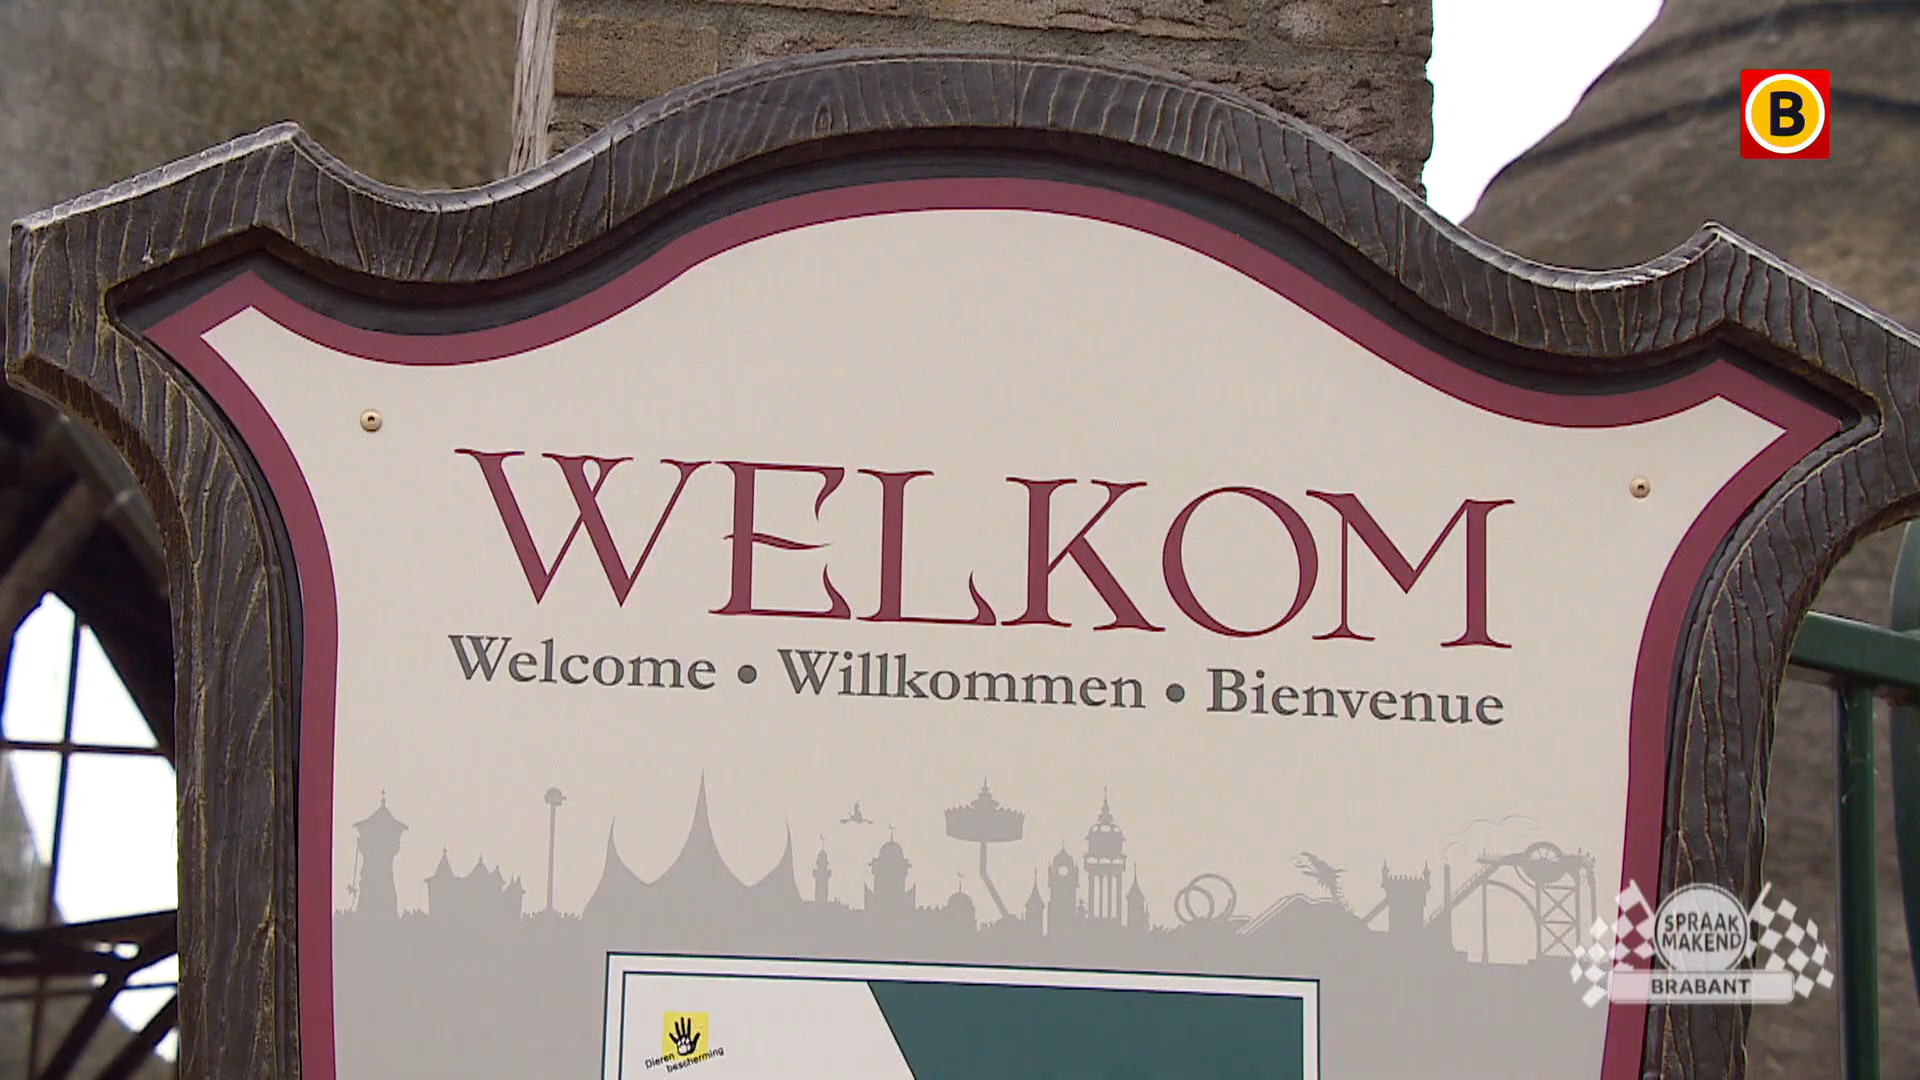 B
WELKOM
Welcome • Willkommen • Bienvenue
SPRAAK
MAKEND
BRABANT
Dieren
bescherming